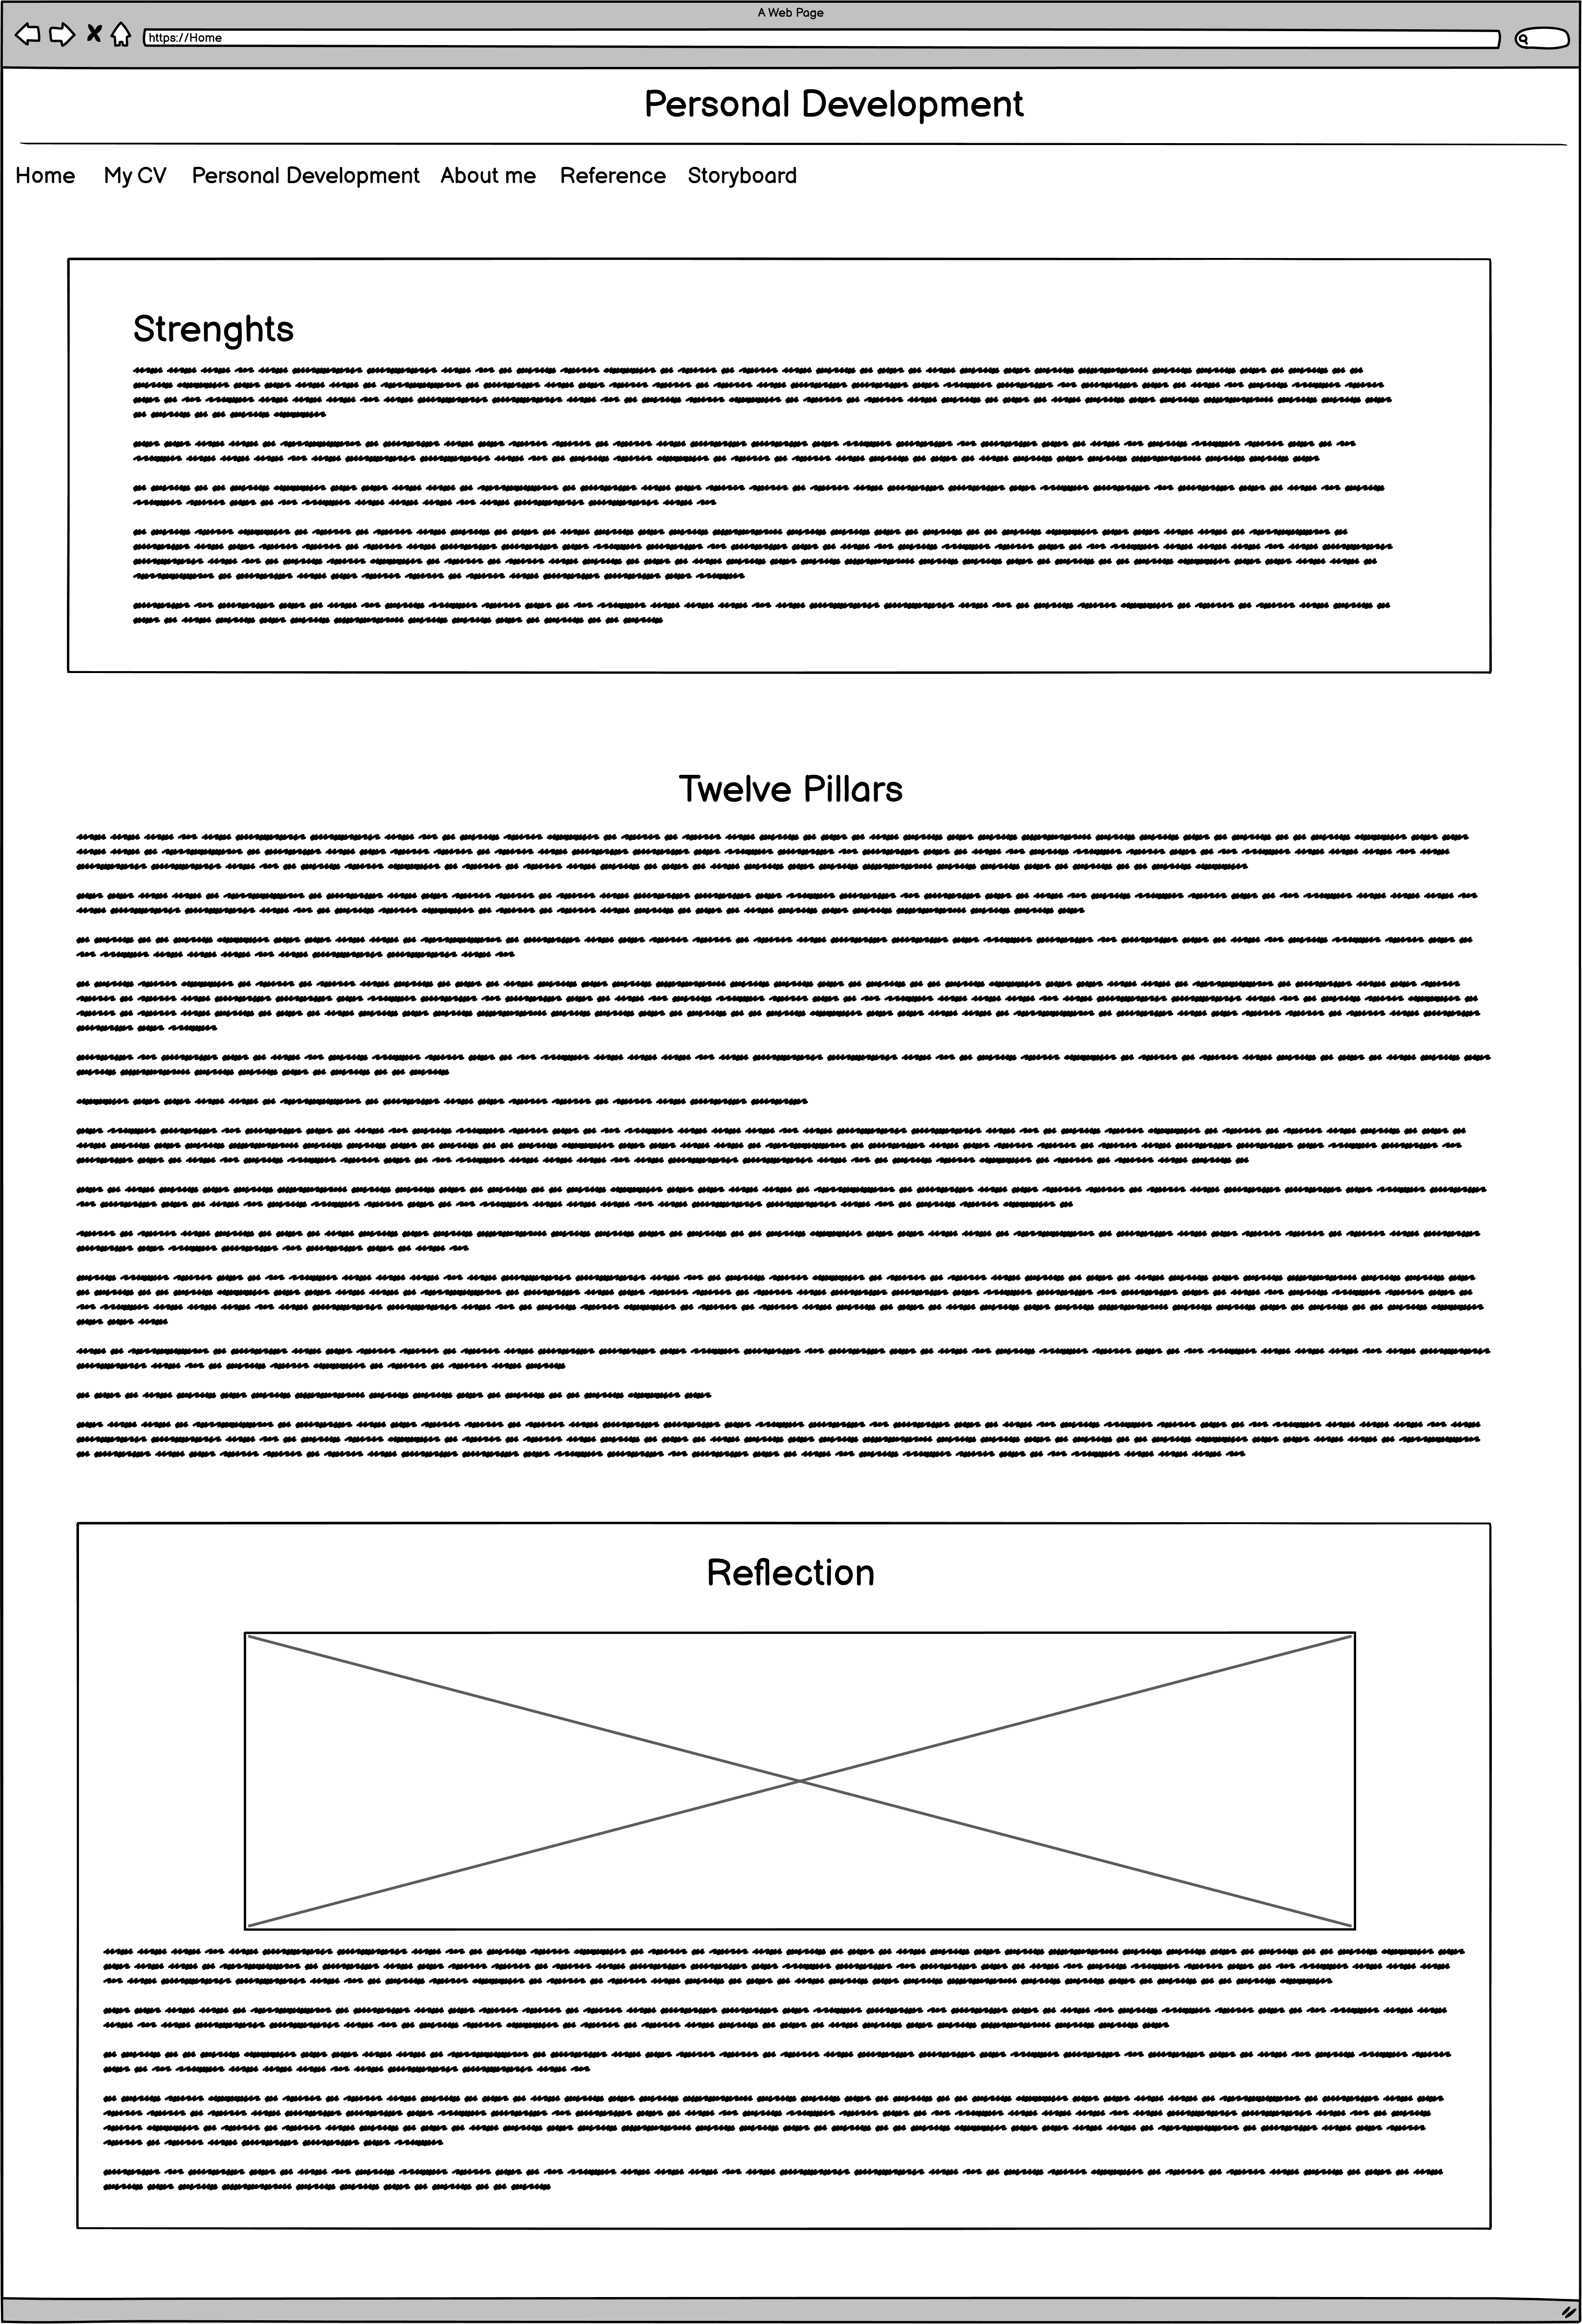 A Web Page
https://Home
Personal Development
Home My CV Personal Development About me Reference Storyboard
Strenghts
Twelve Pillars
Reflection